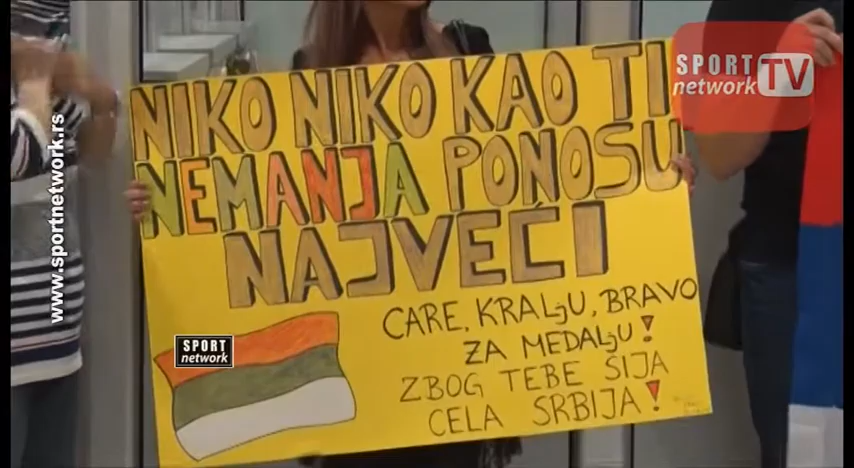 SPORT
network TV
NIKO NIKO KAO TI
NEMANJA PONOSU
NAJVEĆI
CARE, KRALJU, BRAVO
ZA MEDALJU!
ZBOG TEBE SIJA
CELA SRBIJA!
SPORT
network
www.sportnetwork.rs